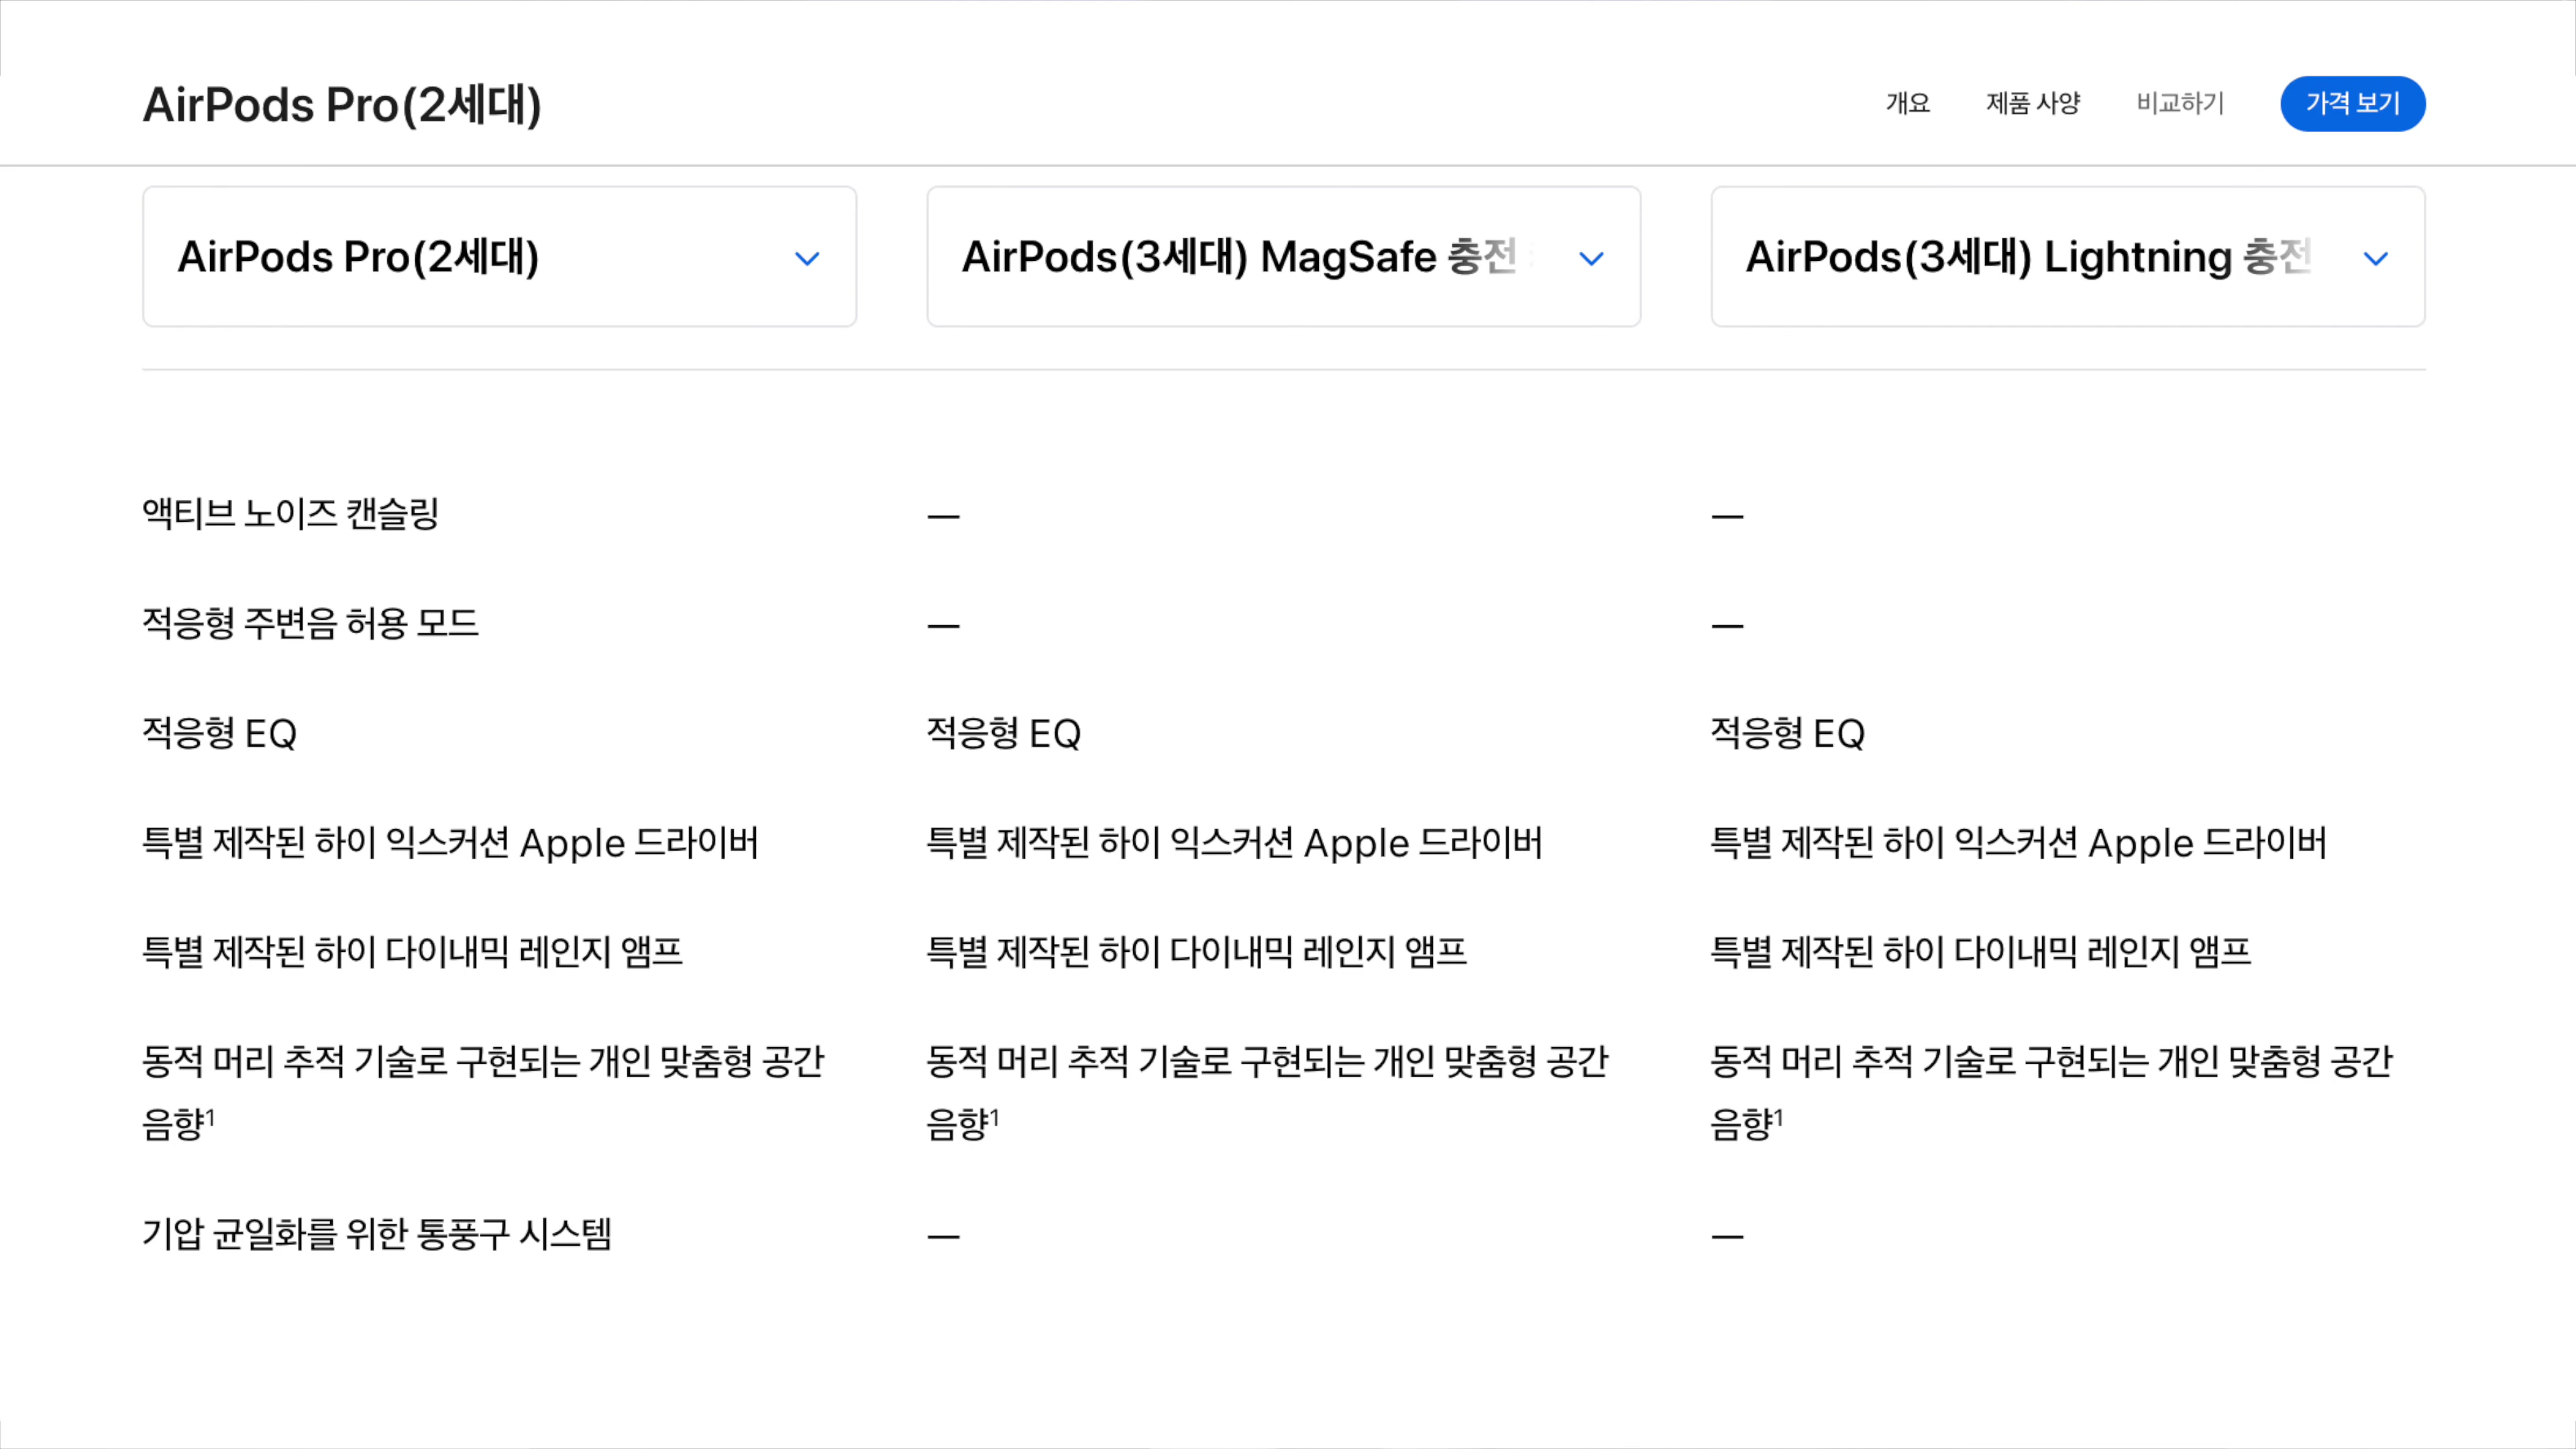 AirPods Pro(2세대)
개요
제품 사양
비교하기
가격 보기
AirPods Pro(2세대)
AirPods(3세대) MagSafe 충전
AirPods(3세대) Lightning 충전
액티브 노이즈 캔슬링
—
—
적응형 주변음 허용 모드
—
—
적응형 EQ
적응형 EQ
적응형 EQ
특별 제작된 하이 익스커션 Apple 드라이버
특별 제작된 하이 익스커션 Apple 드라이버
특별 제작된 하이 익스커션 Apple 드라이버
특별 제작된 하이 다이내믹 레인지 앰프
특별 제작된 하이 다이내믹 레인지 앰프
특별 제작된 하이 다이내믹 레인지 앰프
동적 머리 추적 기술로 구현되는 개인 맞춤형 공간
음향¹
동적 머리 추적 기술로 구현되는 개인 맞춤형 공간
음향¹
동적 머리 추적 기술로 구현되는 개인 맞춤형 공간
음향¹
기압 균일화를 위한 통풍구 시스템
—
—